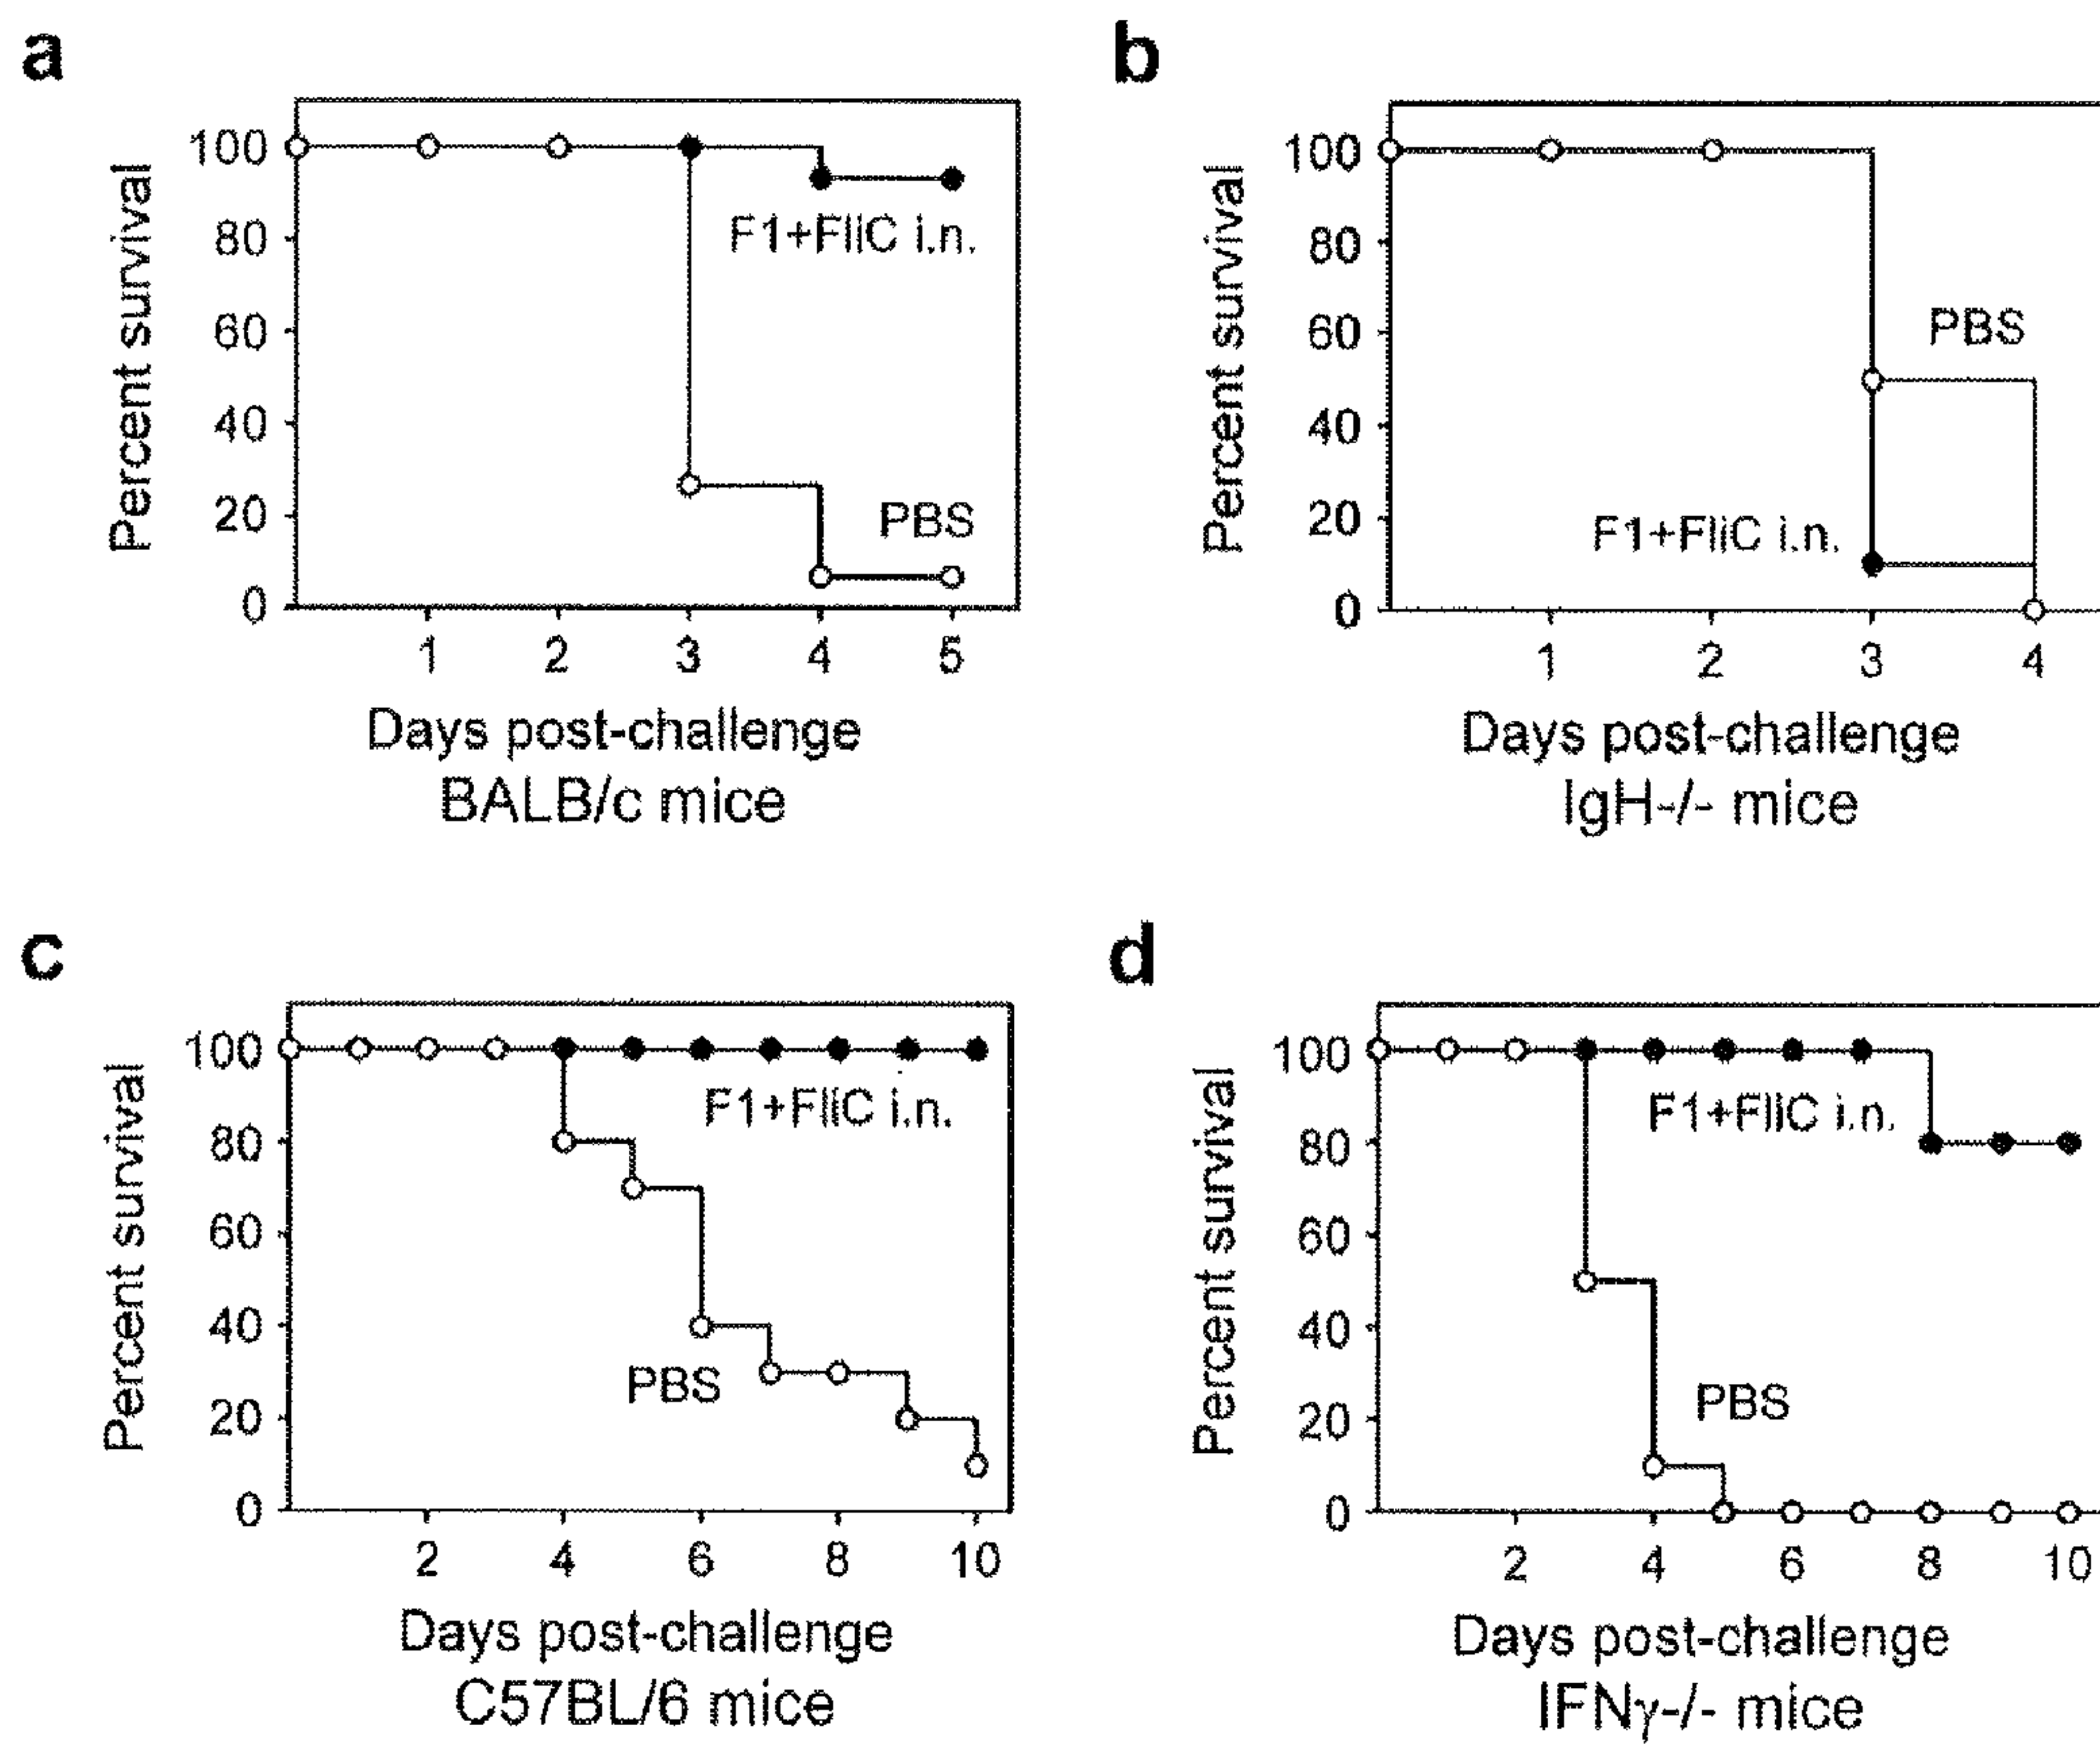 a
Percent survival
100
80
60
40
20
0
F1+FliC i.n.
PBS
1 2 3 4 5
Days post-challenge
BALB/c mice
b
Percent survival
100
80
60
40
20
0
PBS
F1+FliC i.n.
1 2 3 4
Days post-challenge
IgH-/- mice
c
Percent survival
100
80
60
40
20
0
F1+FliC i.n.
PBS
2 4 6 8 10
Days post-challenge
C57BL/6 mice
d
Percent survival
100
80
60
40
20
0
F1+FliC i.n.
PBS
2 4 6 8 10
Days post-challenge
IFNγ-/- mice